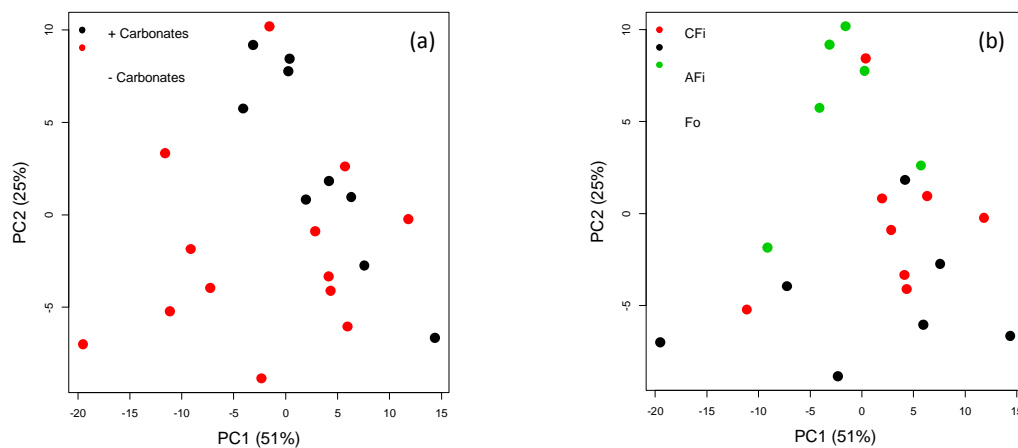 (a)
+ Carbonates
- Carbonates
10
5
0
-5
PC2 (25%)
-20 -15 -10 -5 0 5 10 15
PC1 (51%)
(b)
CFi
AFi
Fo
10
5
0
-5
PC2 (25%)
-20 -15 -10 -5 0 5 10 15
PC1 (51%)